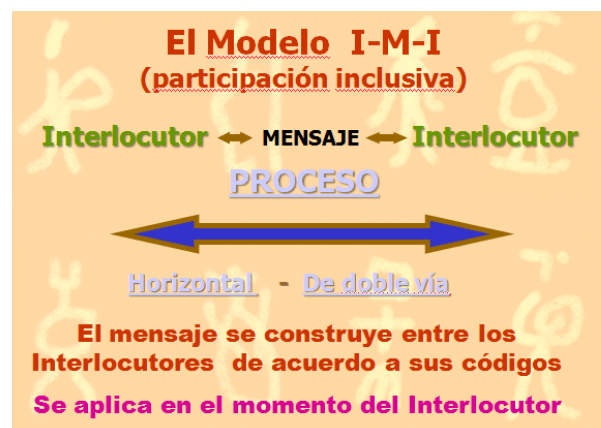 El Modelo I-M-I
(participación inclusiva)
Interlocutor MENSAJE Interlocutor
PROCESO
Horizontal - De doble vía
El mensaje se construye entre los
Interlocutores de acuerdo a sus códigos
Se aplica en el momento del Interlocutor